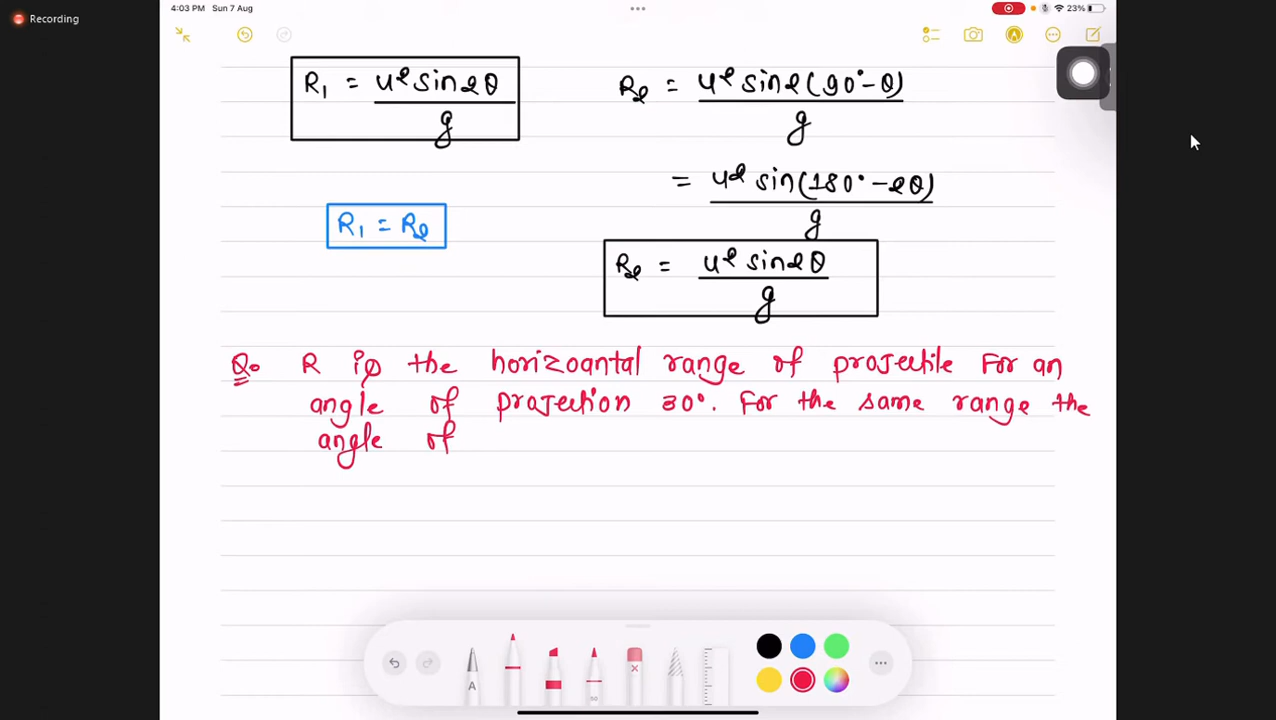 Recording
4:03 PM Sun 7 Aug
23%
R₁ = u² sin2θ / g
R₂ = u² sin2(90°-θ) / g
= u² sin(180°-2θ) / g
R₁ = R₂
R₂ = u² sin2θ / g
Q. R is the horizoantal range of projectile for an
angle of projection 30°. For the same range the
angle of
A
50